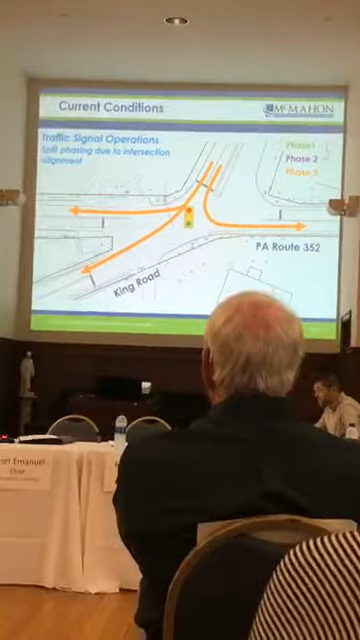 Current Conditions
McMAHON
Traffic Signal Operations
Split phasing due to intersection
alignment
Phase 1
Phase 2
Phase 3
PA Route 352
King Road
Emanuel
Chair